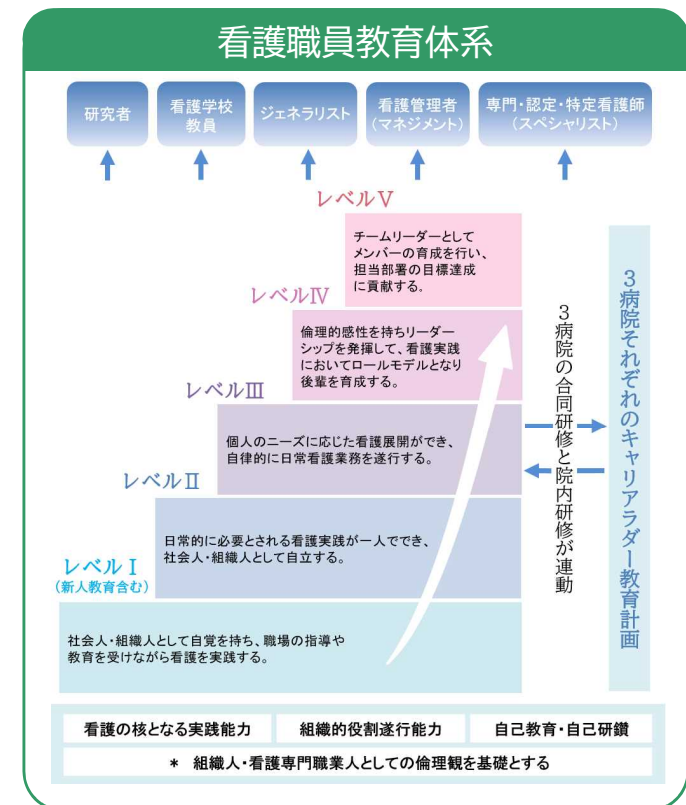 看護職員教育体系
研究者
看護学校
教員
ジェネラリスト
看護管理者
(マネジメント)
専門・認定・特定看護師
(スペシャリスト)
レベルⅤ
チームリーダーとして
メンバーの育成を行い、
担当部署の目標達成
に貢献する。
レベルⅣ
倫理的感性を持ちリーダー
シップを発揮して、看護実践
においてロールモデルとなり
後輩を育成する。
レベルⅢ
個人のニーズに応じた看護展開ができ、
自律的に日常看護業務を遂行する。
レベルⅡ
日常的に必要とされる看護実践が一人ででき、
社会人・組織人として自立する。
レベルⅠ
(新人教育含む)
社会人・組織人として自覚を持ち、職場の指導や
教育を受けながら看護を実践する。
3病院の合同研修と院内研修が連動
3病院それぞれのキャリアラダー教育計画
看護の核となる実践能力
組織的役割遂行能力
自己教育・自己研鑽
* 組織人・看護専門職業人としての倫理観を基礎とする